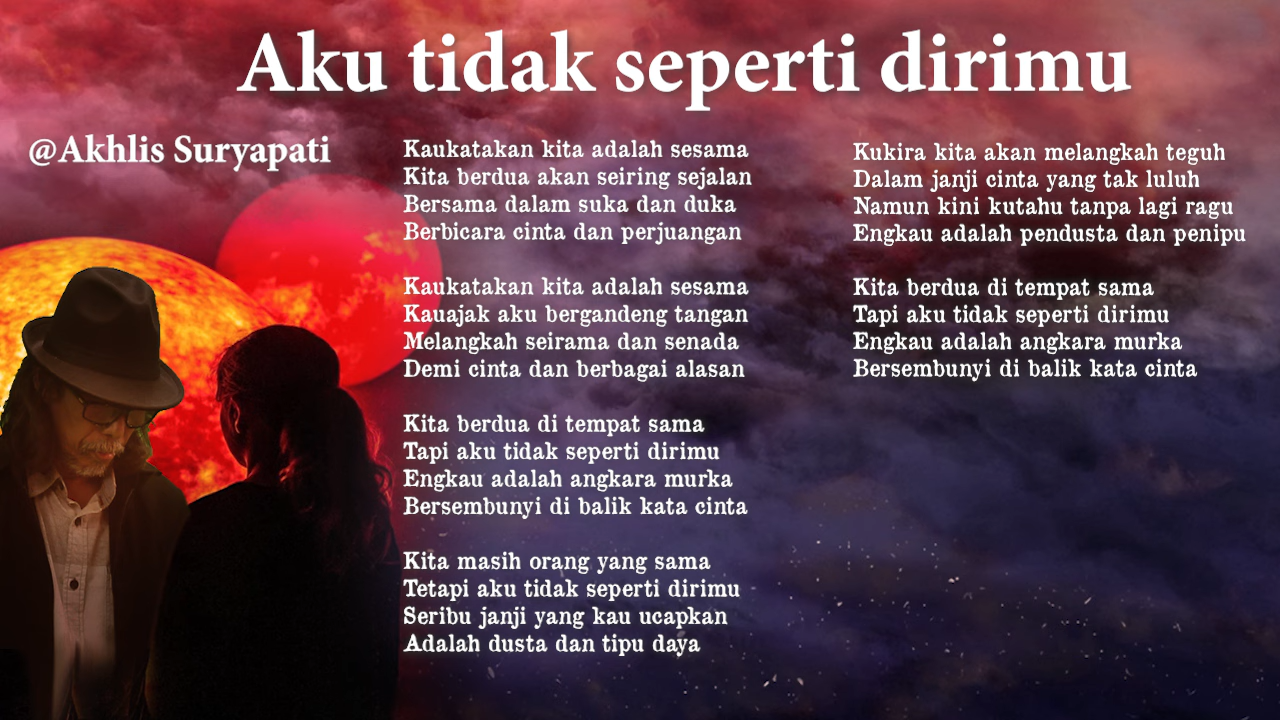 Aku tidak seperti dirimu
@Akhlis Suryapati
Kaukatakan kita adalah sesama
Kita berdua akan seiring sejalan
Bersama dalam suka dan duka
Berbicara cinta dan perjuangan
Kaukatakan kita adalah sesama
Kauajak aku bergandeng tangan
Melangkah seirama dan senada
Demi cinta dan berbagai alasan
Kita berdua di tempat sama
Tapi aku tidak seperti dirimu
Engkau adalah angkara murka
Bersembunyi di balik kata cinta
Kita masih orang yang sama
Tetapi aku tidak seperti dirimu
Seribu janji yang kau ucapkan
Adalah dusta dan tipu daya
Kukira kita akan melangkah teguh
Dalam janji cinta yang tak luluh
Namun kini kutahu tanpa lagi ragu
Engkau adalah pendusta dan penipu
Kita berdua di tempat sama
Tapi aku tidak seperti dirimu
Engkau adalah angkara murka
Bersembunyi di balik kata cinta